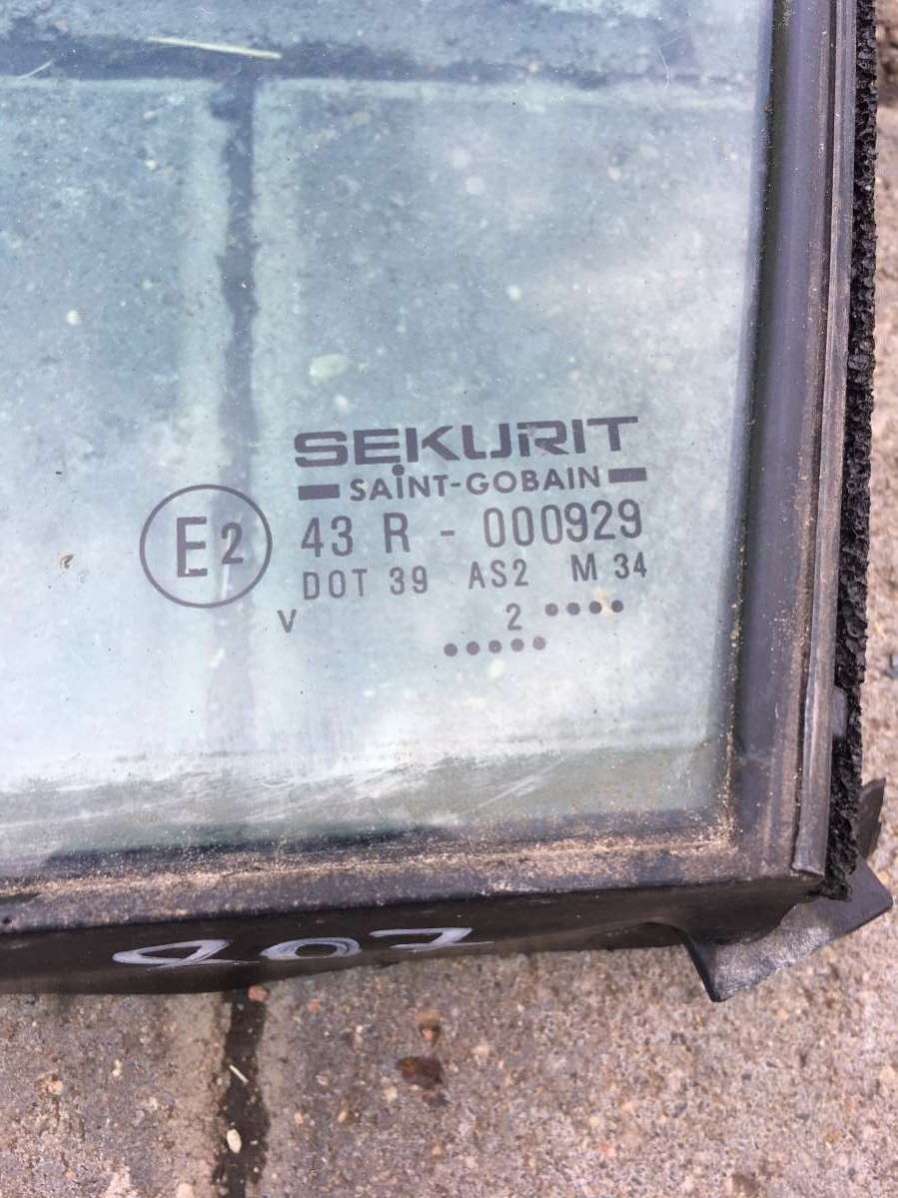 SEKURIT
SAINT-GOBAIN
E2
43 R - 000929
DOT 39 AS2 M 34
V 2 ••••
•••••
407